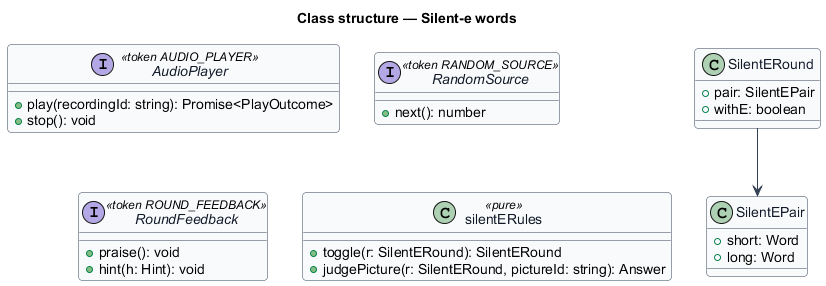 Class structure — Silent-e words
I
«token AUDIO_PLAYER»
AudioPlayer
play(recordingId: string): Promise<PlayOutcome>
stop(): void
I
«token RANDOM_SOURCE»
RandomSource
next(): number
C
SilentERound
pair: SilentEPair
withE: boolean
I
«token ROUND_FEEDBACK»
RoundFeedback
praise(): void
hint(h: Hint): void
C
«pure»
silentERules
toggle(r: SilentERound): SilentERound
judgePicture(r: SilentERound, pictureId: string): Answer
C
SilentEPair
short: Word
long: Word